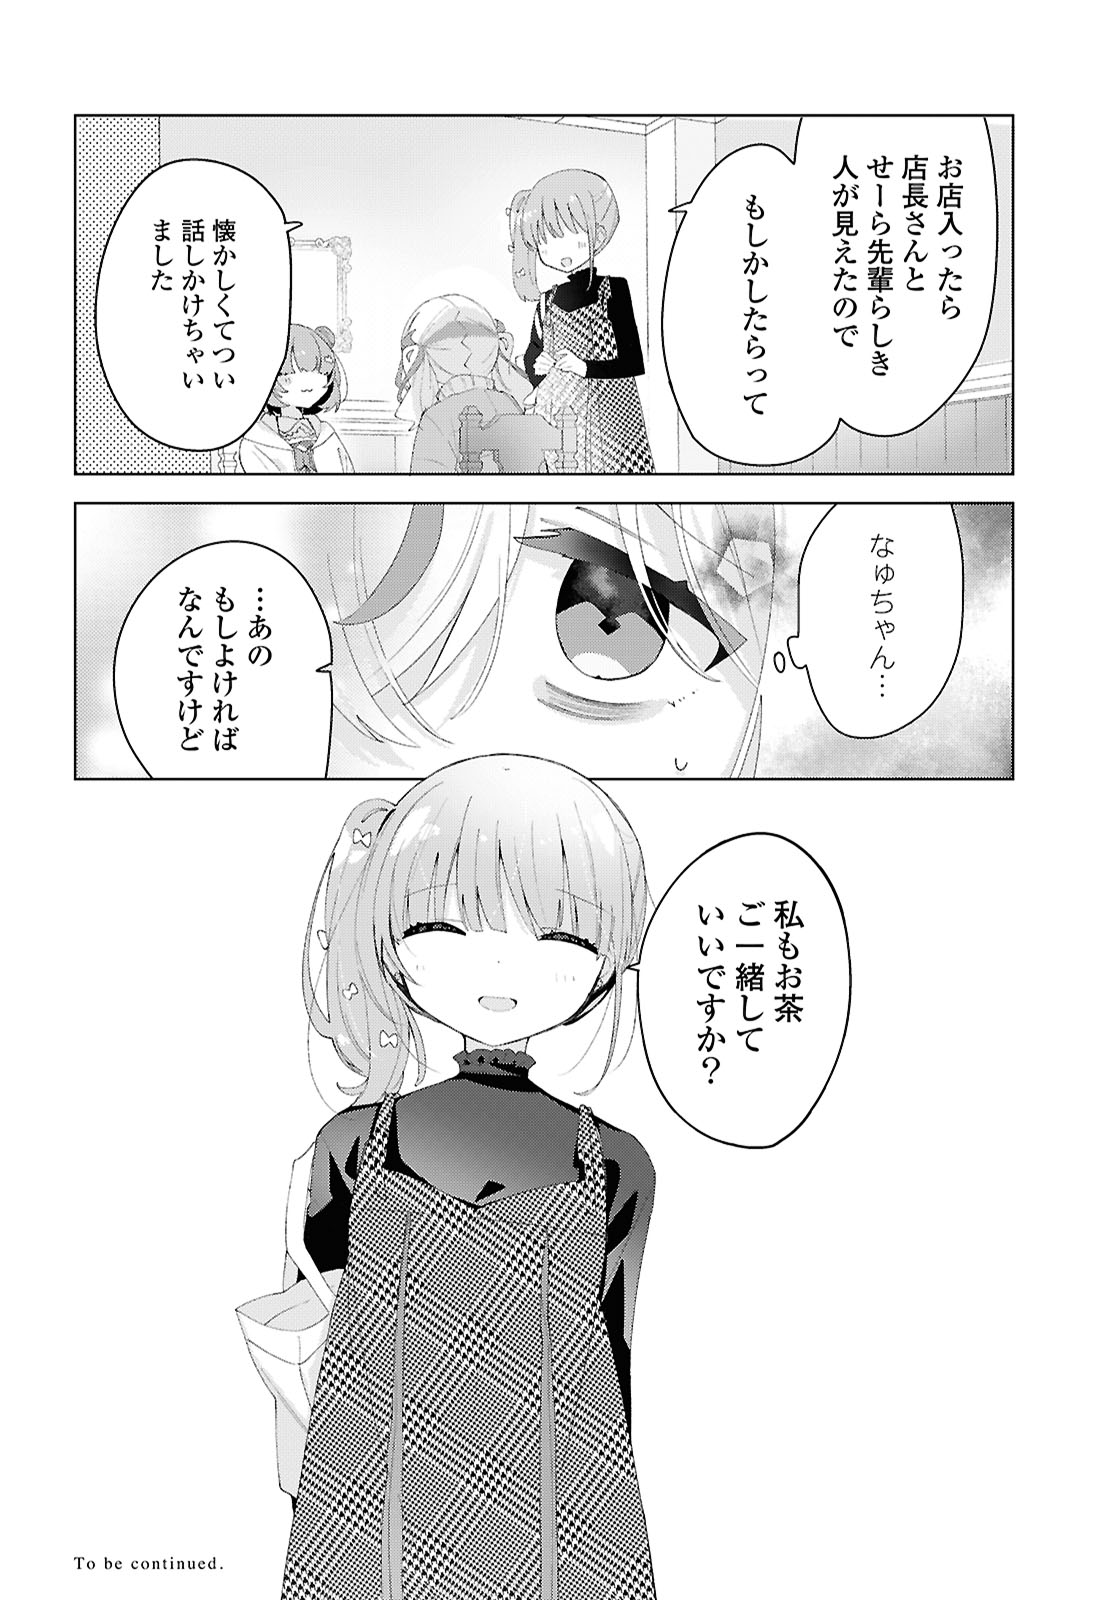 お店入ったら
店長さんと
せーら先輩らしき
人が見えたので
もしかしたらって
懐かしくてつい
話しかけちゃい
ました
なゅちゃん…
…あの
もしよければ
なんですけど
私もお茶
ご一緒して
いいですか？
To be continued.